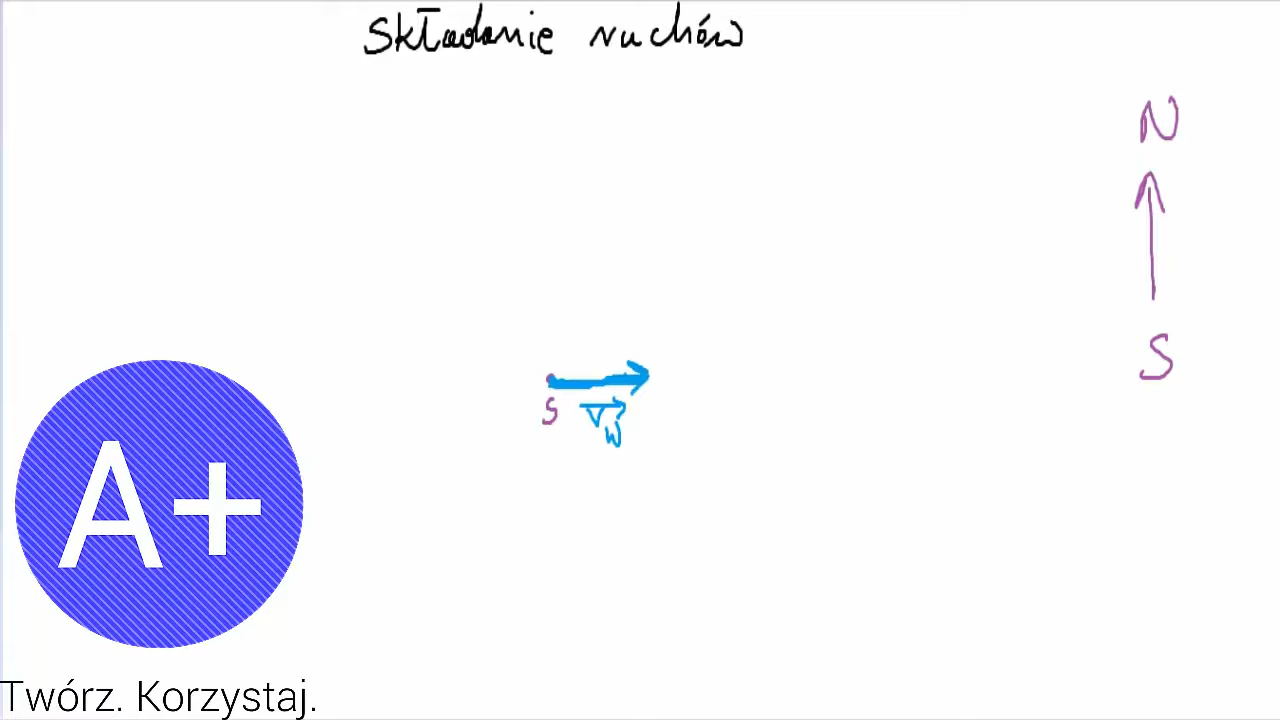 Składanie ruchów
N
S
S
v w
A+
Twórz. Korzystaj.